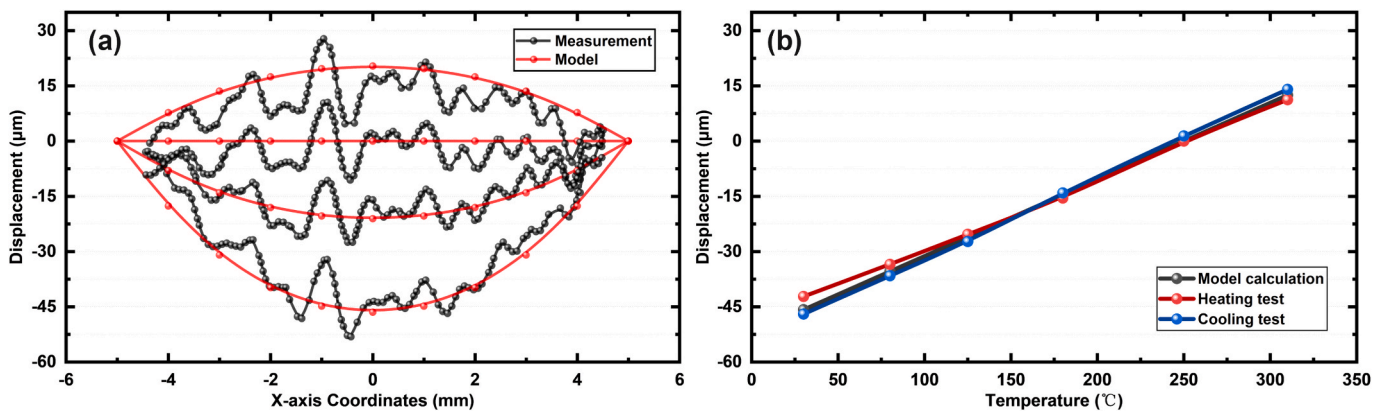 (a)
Measurement
Model
30
15
0
-15
-30
-45
-60
Displacement (μm)
-6
-4
-2
0
2
4
6
X-axis Coordinates (mm)
(b)
30
15
0
-15
-30
-45
-60
Displacement (μm)
Model calculation
Heating test
Cooling test
0
50
100
150
200
250
300
350
Temperature (℃)